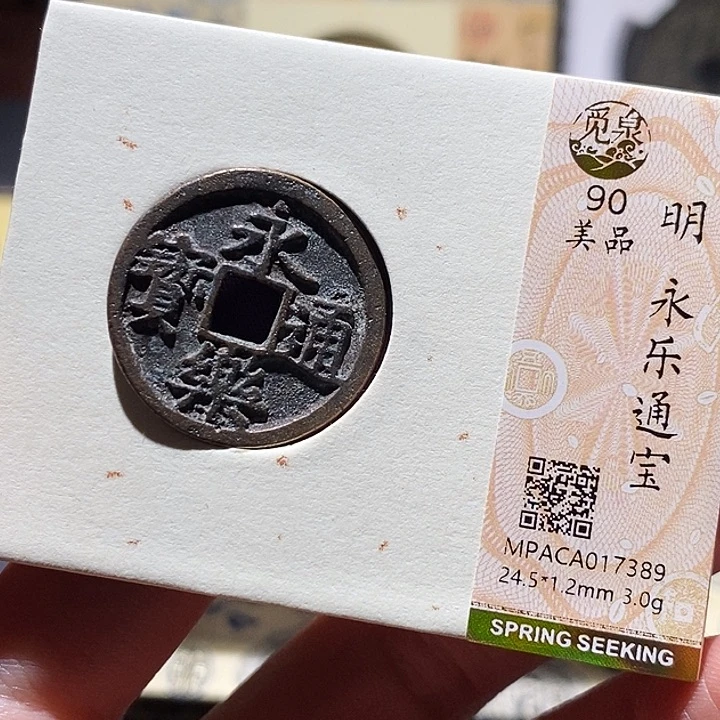 永
樂
通
寶
觅泉
90
美品
明
永乐通宝
MPACA017389
24.5*1.2mm 3.0g
SPRING SEEKING